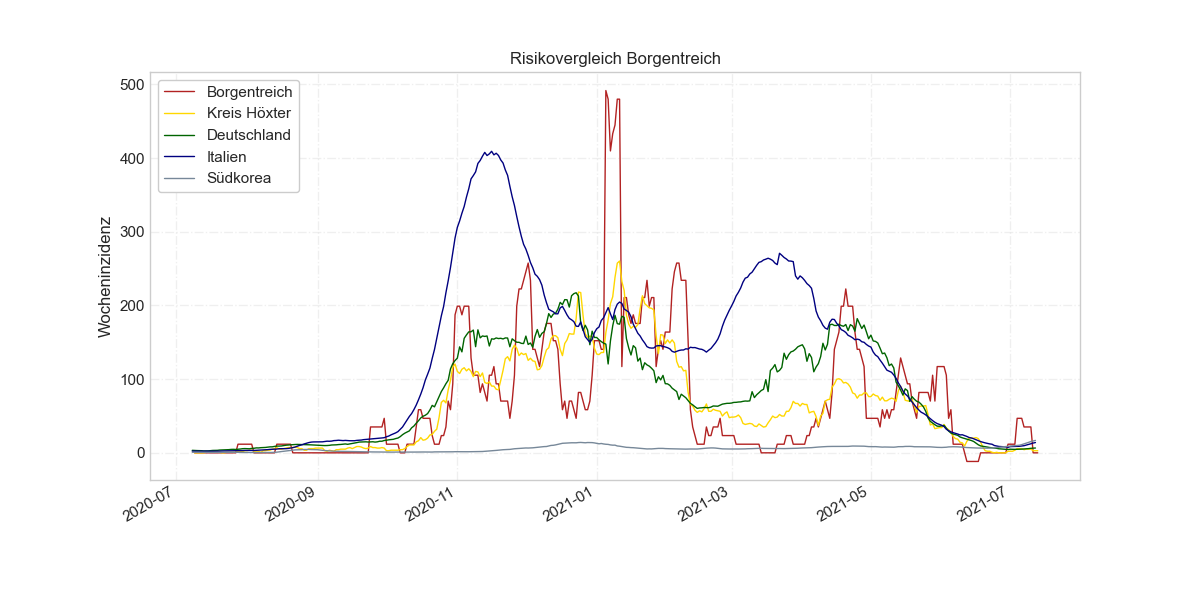 Risikovergleich Borgentreich
Wocheninzidenz
500
400
300
200
100
0
Borgentreich
Kreis Höxter
Deutschland
Italien
Südkorea
2020-07
2020-09
2020-11
2021-01
2021-03
2021-05
2021-07